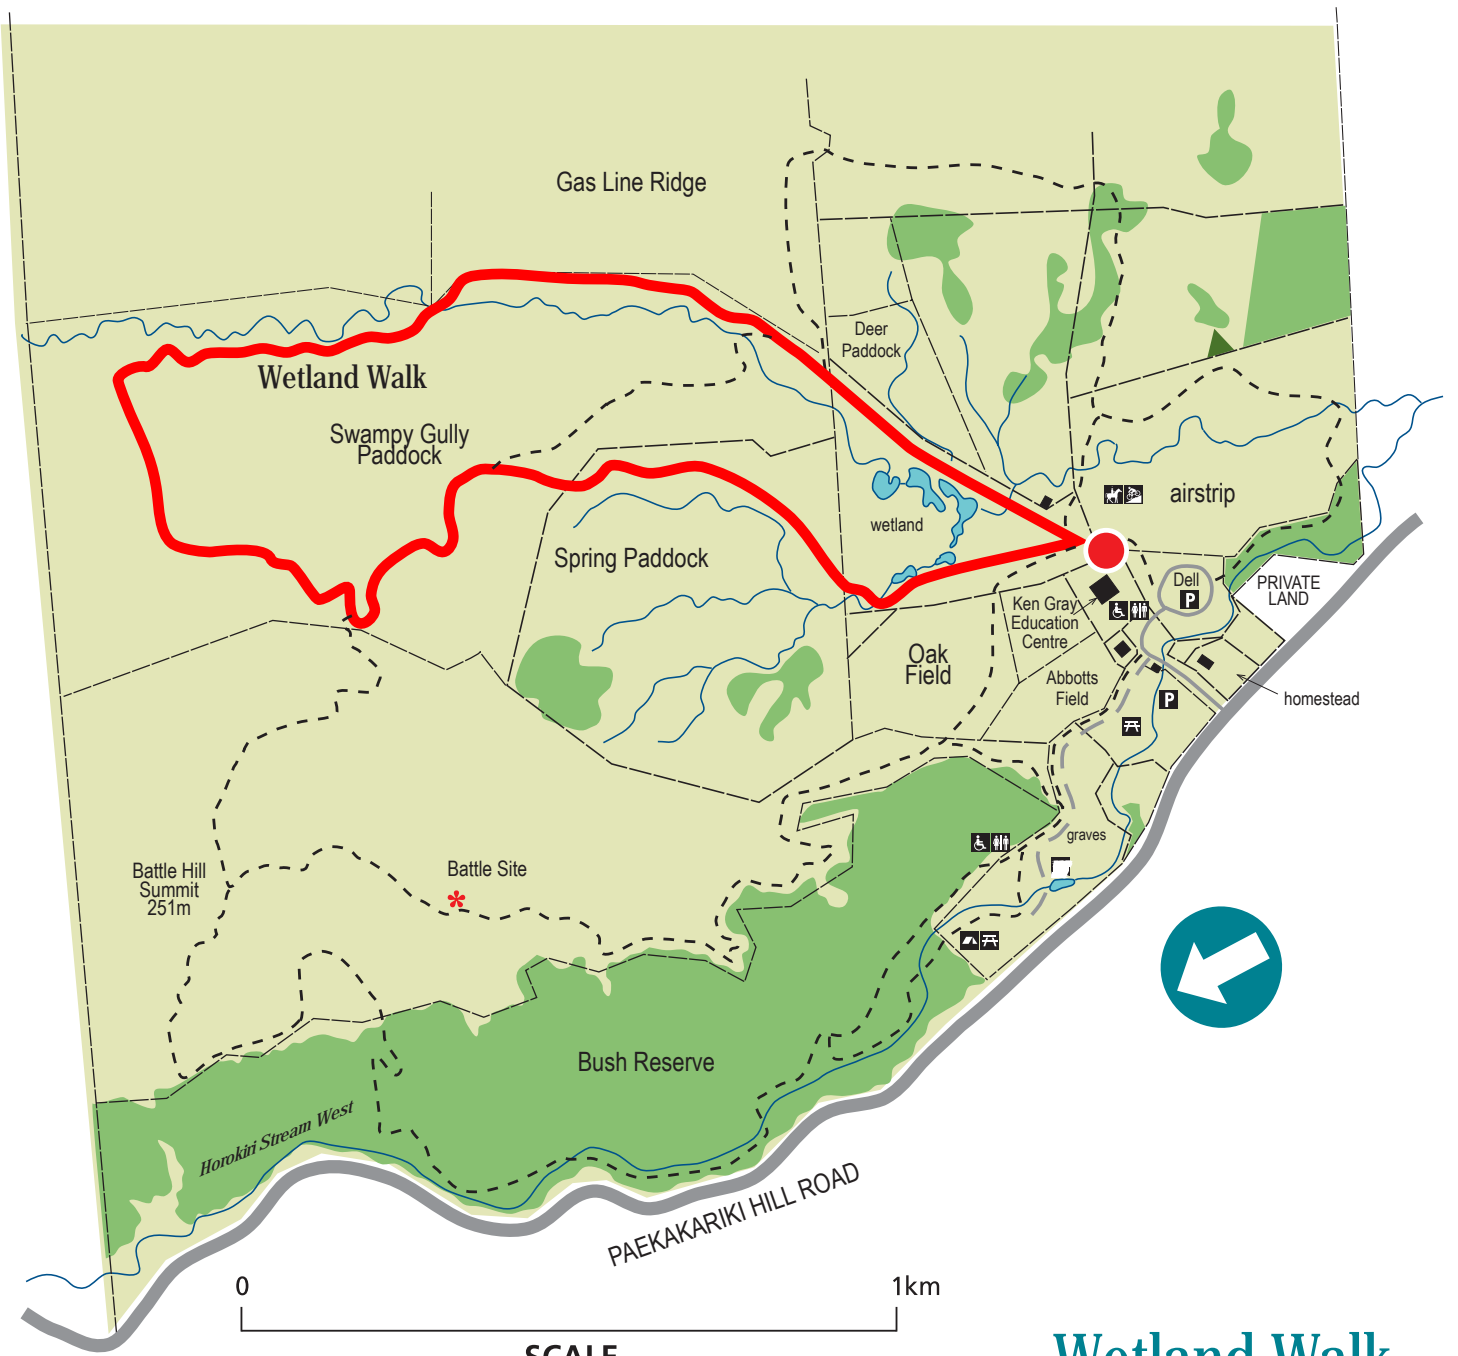 Gas Line Ridge
Deer
Paddock
Wetland Walk
Swampy Gully
Paddock
airstrip
wetland
Spring Paddock
Dell
P
PRIVATE
LAND
Ken Gray
Education
Centre
Oak
Field
Abbotts
Field
P
homestead
graves
Battle Hill
Summit
251m
Battle Site
*
Bush Reserve
Horokiri Stream West
PAEKAKARIKI HILL ROAD
0
1km
SCALE
Wetland Walk